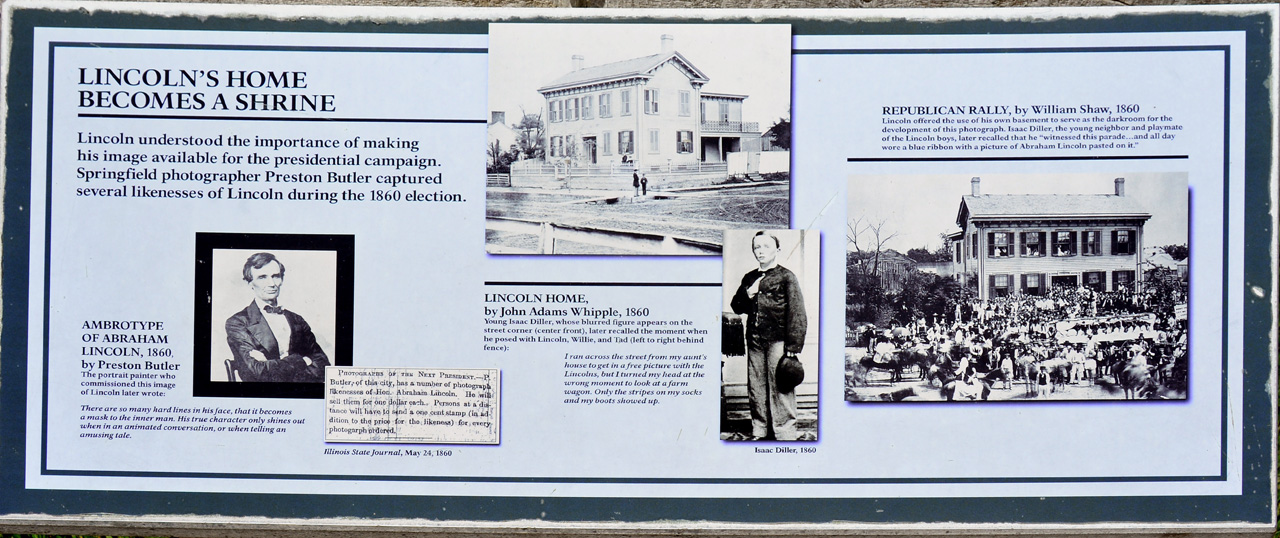 LINCOLN'S HOME
BECOMES A SHRINE
Lincoln understood the importance of making
his image available for the presidential campaign.
Springfield photographer Preston Butler captured
several likenesses of Lincoln during the 1860 election.
AMBROTYPE
OF ABRAHAM
LINCOLN, 1860,
by Preston Butler
The portrait painter who
commissioned this image
of Lincoln later wrote:
There are so many hard lines in his face, that it becomes
a mask to the inner man. His true character only shines out
when in an animated conversation, or when telling an
amusing tale.
PHOTOGRAPHS OF THE NEXT PRESIDENT.—P.
Butler, of this city, has a number of photograph
likenesses of Hon. Abraham Lincoln. He will
sell them for one dollar each. Persons at a dis-
tance will have to send a one cent stamp (in ad-
dition to the price for the likeness) for every
photograph ordered.
Illinois State Journal, May 24, 1860
LINCOLN HOME,
by John Adams Whipple, 1860
Young Isaac Diller, whose blurred figure appears on the
street corner (center front), later recalled the moment when
he posed with Lincoln, Willie, and Tad (left to right behind
fence):
I ran across the street from my aunt's
house to get in a free picture with the
Lincolns, but I turned my head at the
wrong moment to look at a farm
wagon. Only the stripes on my socks
and my boots showed up.
Isaac Diller, 1860
REPUBLICAN RALLY, by William Shaw, 1860
Lincoln offered the use of his own basement to serve as the darkroom for the
development of this photograph. Isaac Diller, the young neighbor and playmate
of the Lincoln boys, later recalled that he "witnessed this parade...and all day
wore a blue ribbon with a picture of Abraham Lincoln pasted on it."